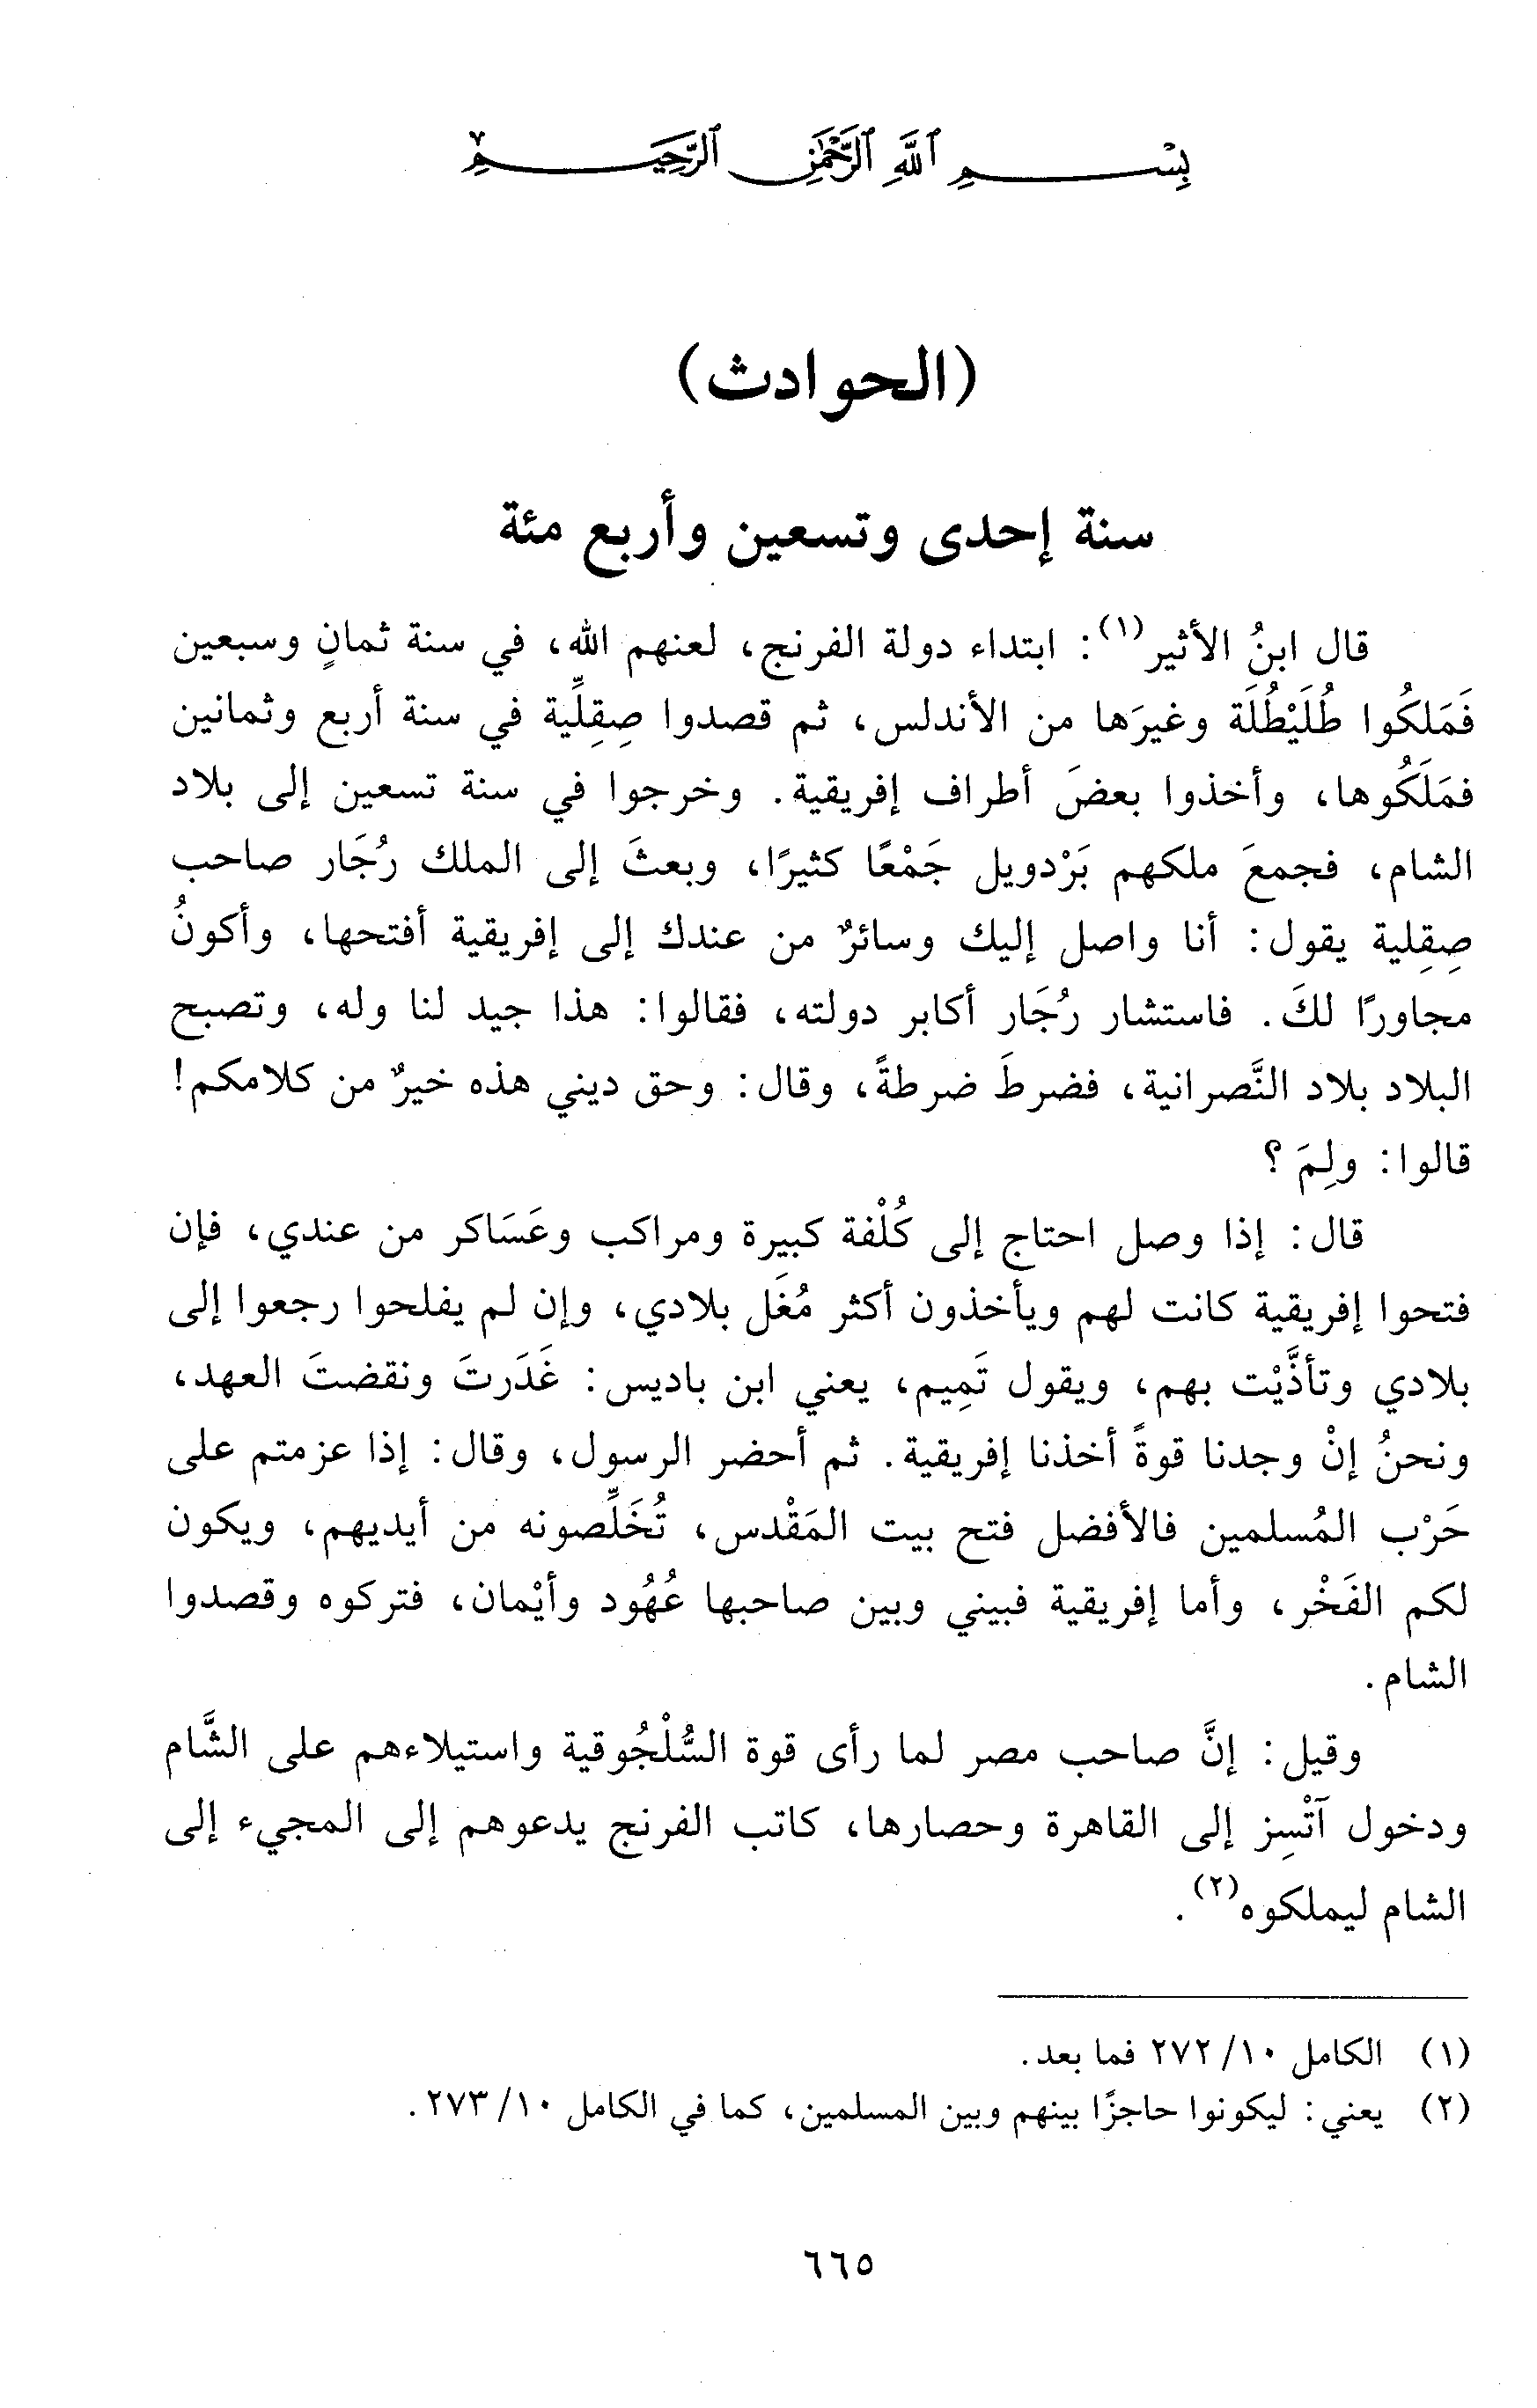 بِسْمِ ٱللَّهِ ٱلرَّحْمَٰنِ ٱلرَّحِيمِ
(الحوادث)
سنة إحدى وتسعين وأربع مئة
قال ابنُ الأثير(١): ابتداء دولة الفرنج، لعنهم الله، في سنة ثمانٍ وسبعين
فَمَلكُوا طُلَيْطُلَة وغيرَها من الأندلس، ثم قصدوا صِقِلِّية في سنة أربع وثمانين
فمَلَكُوها، وأخذوا بعضَ أطراف إفريقية. وخرجوا في سنة تسعين إلى بلاد
الشام، فجمعَ ملكهم بَرْدويل جَمْعًا كثيرًا، وبعثَ إلى الملك رُجَار صاحب
صِقِلية يقول: أنا واصل إليك وسائرٌ من عندك إلى إفريقية أفتحها، وأكونُ
مجاورًا لكَ. فاستشار رُجَار أكابر دولته، فقالوا: هذا جيد لنا وله، وتصبح
البلاد بلاد النَّصرانية، فضرطَ ضرطةً، وقال: وحق ديني هذه خيرٌ من كلامكم!
قالوا: ولِمَ؟
قال: إذا وصل احتاج إلى كُلْفة كبيرة ومراكب وعَسَاكر من عندي، فإن
فتحوا إفريقية كانت لهم ويأخذون أكثر مُغَل بلادي، وإن لم يفلحوا رجعوا إلى
بلادي وتأذَّيْت بهم، ويقول تَمِيم، يعني ابن باديس: غَدَرتَ ونقضتَ العهد،
ونحنُ إنْ وجدنا قوةً أخذنا إفريقية. ثم أحضر الرسول، وقال: إذا عزمتم على
حَرْب المُسلمين فالأفضل فتح بيت المَقْدس، تُخَلِّصونه من أيديهم، ويكون
لكم الفَخْر، وأما إفريقية فبيني وبين صاحبها عُهُود وأيْمان، فتركوه وقصدوا
الشام.
وقيل: إنَّ صاحب مصر لما رأى قوة السُّلْجُوقية واستيلاءهم على الشَّام
ودخول آتْسِز إلى القاهرة وحصارها، كاتب الفرنج يدعوهم إلى المجيء إلى
الشام ليملكوه(٢).
(١) الكامل ١٠/ ٢٧٢ فما بعد.
(٢) يعني: ليكونوا حاجزًا بينهم وبين المسلمين، كما في الكامل ١٠/ ٢٧٣.
٦٦٥